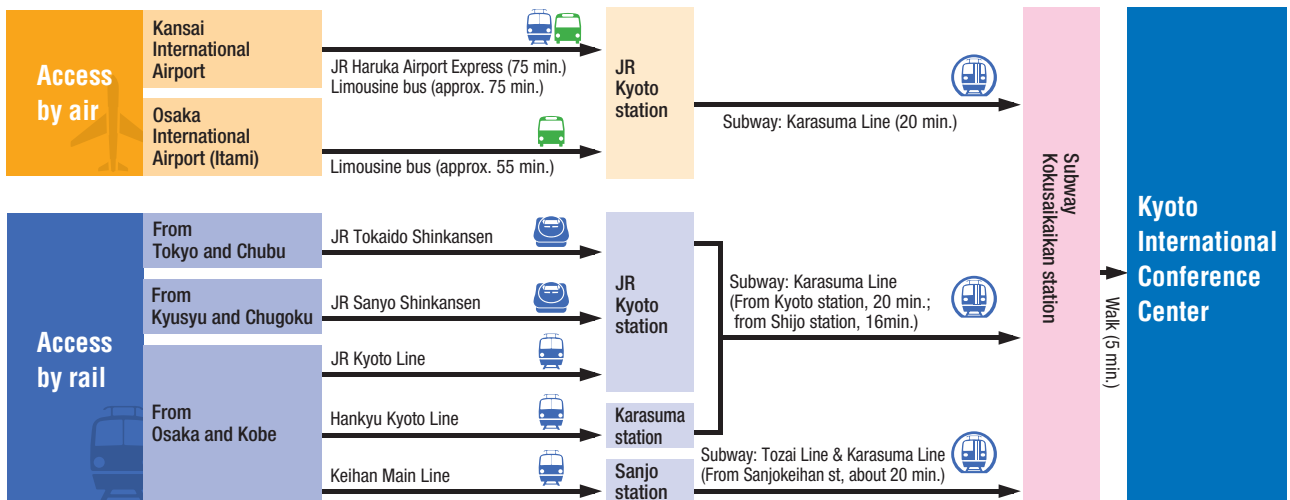 Access
by air
Kansai
International
Airport
JR Haruka Airport Express (75 min.)
Limousine bus (approx. 75 min.)
Osaka
International
Airport (Itami)
Limousine bus (approx. 55 min.)
JR
Kyoto
station
Subway: Karasuma Line (20 min.)
Access
by rail
From
Tokyo and Chubu
JR Tokaido Shinkansen
From
Kyusyu and Chugoku
JR Sanyo Shinkansen
From
Osaka and Kobe
JR Kyoto Line
Hankyu Kyoto Line
Keihan Main Line
JR
Kyoto
station
Karasuma
station
Sanjo
station
Subway: Karasuma Line
(From Kyoto station, 20 min.;
from Shijo station, 16min.)
Subway: Tozai Line & Karasuma Line
(From Sanjokeihan st, about 20 min.)
Subway
Kokusaikaikan station
Walk (5 min.)
Kyoto
International
Conference
Center